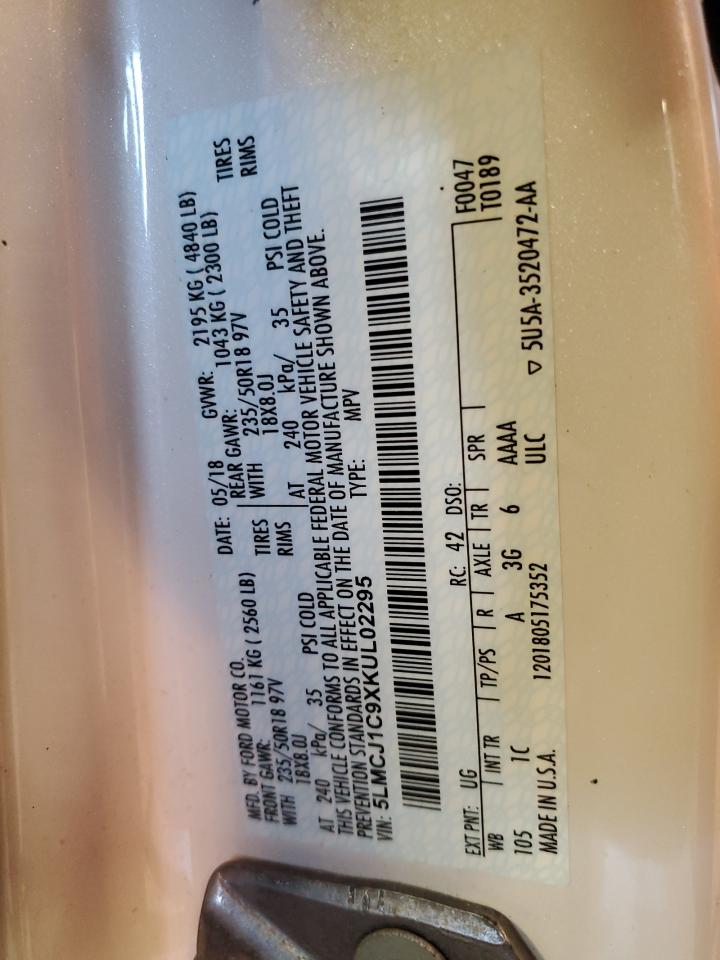 MFD. BY FORD MOTOR CO. DATE: 05/18 GVWR: 2195 KG ( 4840 LB)
FRONT GAWR: 1161 KG ( 2560 LB) REAR GAWR: 1043 KG ( 2300 LB)
WITH 235/50R18 97V TIRES WITH 235/50R18 97V TIRES
18X8.0J RIMS 18X8.0J RIMS
AT 240 kPa/ 35 PSI COLD AT 240 kPa/ 35 PSI COLD
THIS VEHICLE CONFORMS TO ALL APPLICABLE FEDERAL MOTOR VEHICLE SAFETY AND THEFT
PREVENTION STANDARDS IN EFFECT ON THE DATE OF MANUFACTURE SHOWN ABOVE.
VIN: 5LMCJ1C9XKUL02295 TYPE: MPV
EXT PNT: UG RC: 42 DSO: F0047
WB INT TR TP/PS R AXLE TR SPR T0189
105 1C A 3G 6 AAAA
MADE IN U.S.A. 1201805175352 ULC ▽ 5U5A-3520472-AA